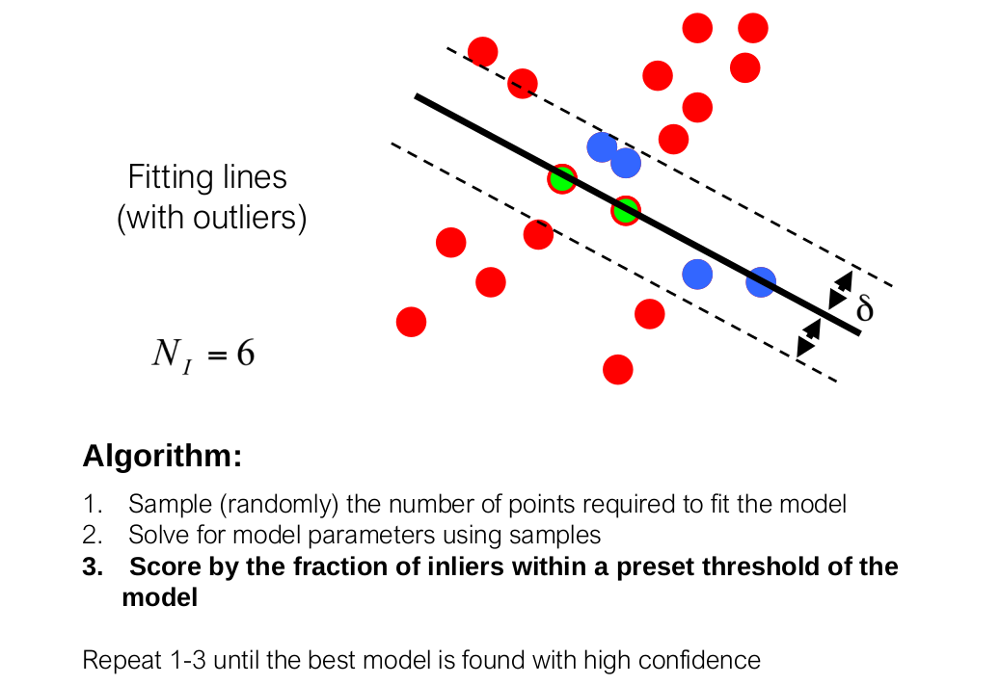 Fitting lines
(with outliers)
δ
N_I = 6
Algorithm:
1. Sample (randomly) the number of points required to fit the model
2. Solve for model parameters using samples
3. Score by the fraction of inliers within a preset threshold of the
model
Repeat 1-3 until the best model is found with high confidence